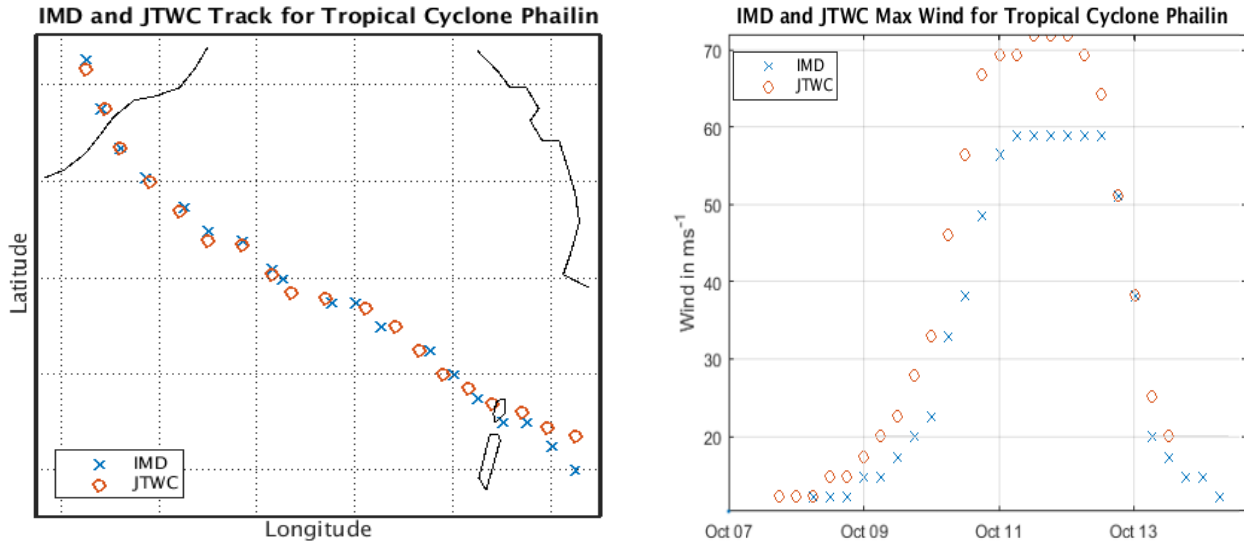 IMD and JTWC Track for Tropical Cyclone Phailin
Latitude
IMD
JTWC
Longitude
IMD and JTWC Max Wind for Tropical Cyclone Phailin
70
IMD
JTWC
60
50
Wind in ms⁻¹
40
30
20
Oct 07 Oct 09 Oct 11 Oct 13